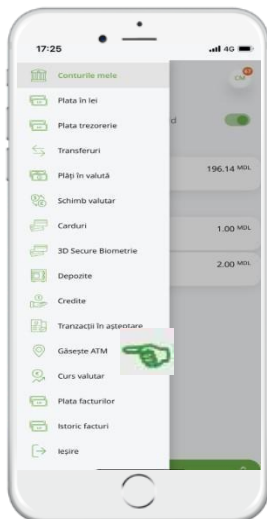 17:25
4G
Conturile mele
CM
47
Plata în lei
Plata trezorerie
d
Transferuri
Plăți în valută
196.14 MDL
Schimb valutar
Carduri
1.00 MDL
3D Secure Biometrie
2.00 MDL
Depozite
Credite
Tranzacții în așteptare
Găsește ATM
Curs valutar
Plata facturilor
Istoric facturi
Ieșire